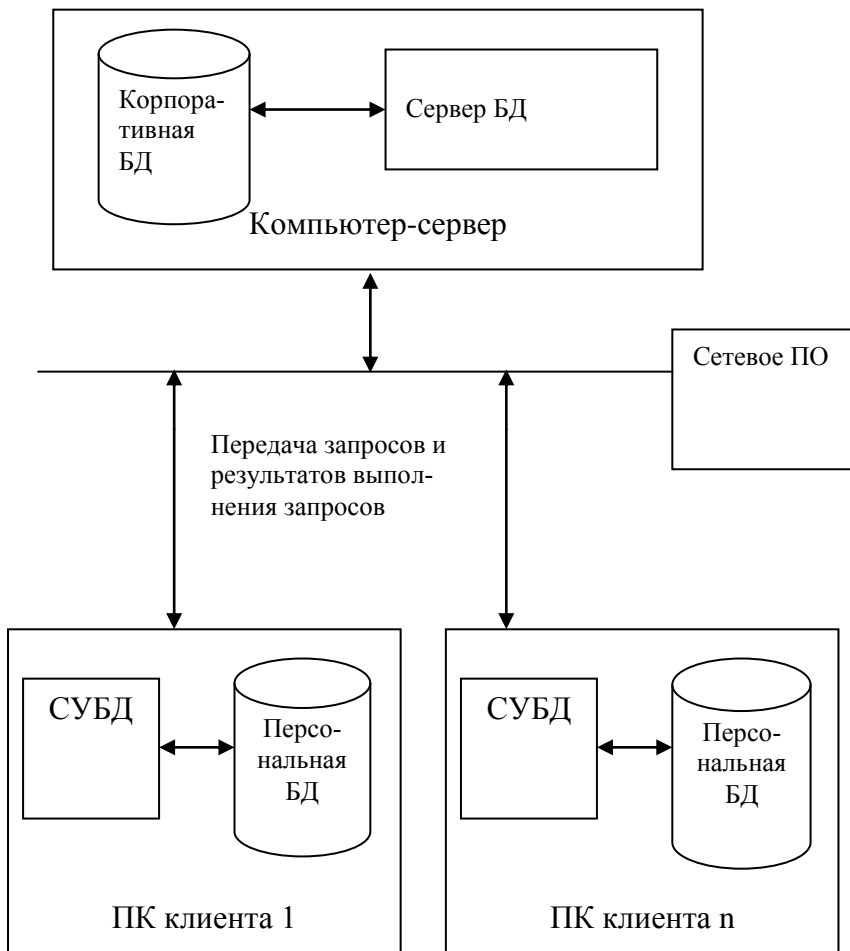 Корпора-
тивная
БД
Сервер БД
Компьютер-сервер
Сетевое ПО
Передача запросов и
результатов выпол-
нения запросов
СУБД
Персо-
нальная
БД
ПК клиента 1
СУБД
Персо-
нальная
БД
ПК клиента n